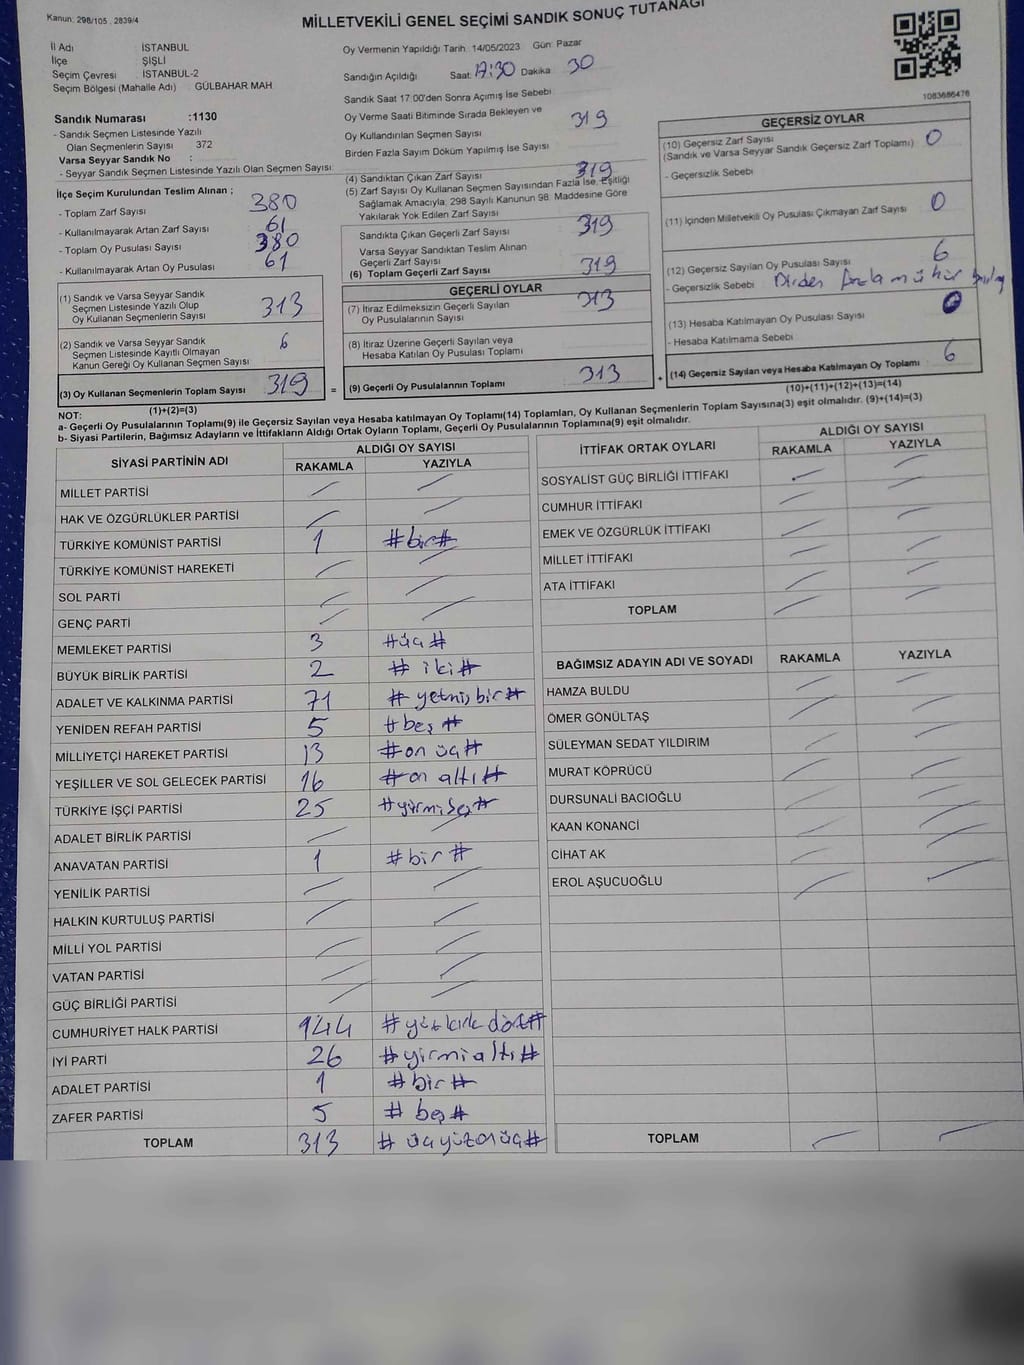 Kanun: 298/105 . 2839/4
MİLLETVEKİLİ GENEL SEÇİMİ SANDIK SONUÇ TUTANAĞI
İl Adı : İSTANBUL
İlçe : ŞİŞLİ
Seçim Çevresi : İSTANBUL-2
Seçim Bölgesi (Mahalle Adı) : GÜLBAHAR MAH
Sandık Numarası :1130
- Sandık Seçmen Listesinde Yazılı
Olan Seçmenlerin Sayısı : 372
Varsa Seyyar Sandık No :
- Seyyar Sandık Seçmen Listesinde Yazılı Olan Seçmen Sayısı:
İlçe Seçim Kurulundan Teslim Alınan ;
- Toplam Zarf Sayısı 380
- Kullanılmayarak Artan Zarf Sayısı 61
- Toplam Oy Pusulası Sayısı 380
- Kullanılmayarak Artan Oy Pusulası 61
(1) Sandık ve Varsa Seyyar Sandık
Seçmen Listesinde Yazılı Olup
Oy Kullanan Seçmenlerin Sayısı 313
(2) Sandık ve Varsa Seyyar Sandık
Seçmen Listesinde Kayıtlı Olmayan
Kanun Gereği Oy Kullanan Seçmen Sayısı 6
(3) Oy Kullanan Seçmenlerin Toplam Sayısı 319 =
(1)+(2)=(3)
Oy Vermenin Yapıldığı Tarih: 14/05/2023 Gün: Pazar
Sandığın Açıldığı Saat: 17:30 Dakika 30
Sandık Saat 17:00'den Sonra Açımış İse Sebebi
Oy Verme Saati Bitiminde Sırada Bekleyen ve
Oy Kullandırılan Seçmen Sayısı 319
Birden Fazla Sayım Döküm Yapılmış İse Sayısı
(4) Sandıktan Çıkan Zarf Sayısı 319
(5) Zarf Sayısı Oy Kullanan Seçmen Sayısından Fazla İse, Eşitliği
Sağlamak Amacıyla, 298 Sayılı Kanunun 98. Maddesine Göre
Yakılarak Yok Edilen Zarf Sayısı
Sandıkta Çıkan Geçerli Zarf Sayısı 319
Varsa Seyyar Sandıktan Teslim Alınan
Geçerli Zarf Sayısı
(6) Toplam Geçerli Zarf Sayısı 319
GEÇERLİ OYLAR
(7) İtiraz Edilmeksizin Geçerli Sayılan
Oy Pusulalarının Sayısı 313
(8) İtiraz Üzerine Geçerli Sayılan veya
Hesaba Katılan Oy Pusulası Toplamı
(9) Geçerli Oy Pusulalarının Toplamı 313 +
1083686476
GEÇERSİZ OYLAR
(10) Geçersiz Zarf Sayısı
(Sandık ve Varsa Seyyar Sandık Geçersiz Zarf Toplamı) 0
- Geçersizlik Sebebi
(11) İçinden Milletvekili Oy Pusulası Çıkmayan Zarf Sayısı 0
(12) Geçersiz Sayılan Oy Pusulası Sayısı 6
- Geçersizlik Sebebi Birden fazla mühür
(13) Hesaba Katılmayan Oy Pusulası Sayısı
- Hesaba Katılmama Sebebi
(14) Geçersiz Sayılan veya Hesaba Katılmayan Oy Toplamı 6
(10)+(11)+(12)+(13)=(14)
NOT:
a- Geçerli Oy Pusulalarının Toplamı(9) ile Geçersiz Sayılan veya Hesaba katılmayan Oy Toplamı(14) Toplamları, Oy Kullanan Seçmenlerin Toplam Sayısına(3) eşit olmalıdır. (9)+(14)=(3)
b- Siyasi Partilerin, Bağımsız Adayların ve İttifakların Aldığı Ortak Oyların Toplamı, Geçerli Oy Pusulalarının Toplamına(9) eşit olmalıdır.
SİYASİ PARTİNİN ADI ALDIĞI OY SAYISI
RAKAMLA YAZIYLA
MİLLET PARTİSİ
HAK VE ÖZGÜRLÜKLER PARTİSİ
TÜRKİYE KOMÜNİST PARTİSİ 1 #bir#
TÜRKİYE KOMÜNİST HAREKETİ
SOL PARTİ
GENÇ PARTİ
MEMLEKET PARTİSİ 3 #üç#
BÜYÜK BİRLİK PARTİSİ 2 #iki#
ADALET VE KALKINMA PARTİSİ 71 #yetmiş bir#
YENİDEN REFAH PARTİSİ 5 #beş#
MİLLİYETÇİ HAREKET PARTİSİ 13 #on üç#
YEŞİLLER VE SOL GELECEK PARTİSİ 16 #on altı#
TÜRKİYE İŞÇİ PARTİSİ 25 #yirmibeş#
ADALET BİRLİK PARTİSİ
ANAVATAN PARTİSİ 1 #bir#
YENİLİK PARTİSİ
HALKIN KURTULUŞ PARTİSİ
MİLLİ YOL PARTİSİ
VATAN PARTİSİ
GÜÇ BİRLİĞİ PARTİSİ
CUMHURİYET HALK PARTİSİ 144 #yüzkırk dört#
İYİ PARTİ 26 #yirmi altı#
ADALET PARTİSİ 1 #bir#
ZAFER PARTİSİ 5 #beş#
TOPLAM 313 #üçyüzonüç#
İTTİFAK ORTAK OYLARI ALDIĞI OY SAYISI
RAKAMLA YAZIYLA
SOSYALİST GÜÇ BİRLİĞİ İTTİFAKI
CUMHUR İTTİFAKI
EMEK VE ÖZGÜRLÜK İTTİFAKI
MİLLET İTTİFAKI
ATA İTTİFAKI
TOPLAM
BAĞIMSIZ ADAYIN ADI VE SOYADI RAKAMLA YAZIYLA
HAMZA BULDU
ÖMER GÖNÜLTAŞ
SÜLEYMAN SEDAT YILDIRIM
MURAT KÖPRÜCÜ
DURSUNALİ BACIOĞLU
KAAN KONANCİ
CİHAT AK
EROL AŞUCUOĞLU
TOPLAM